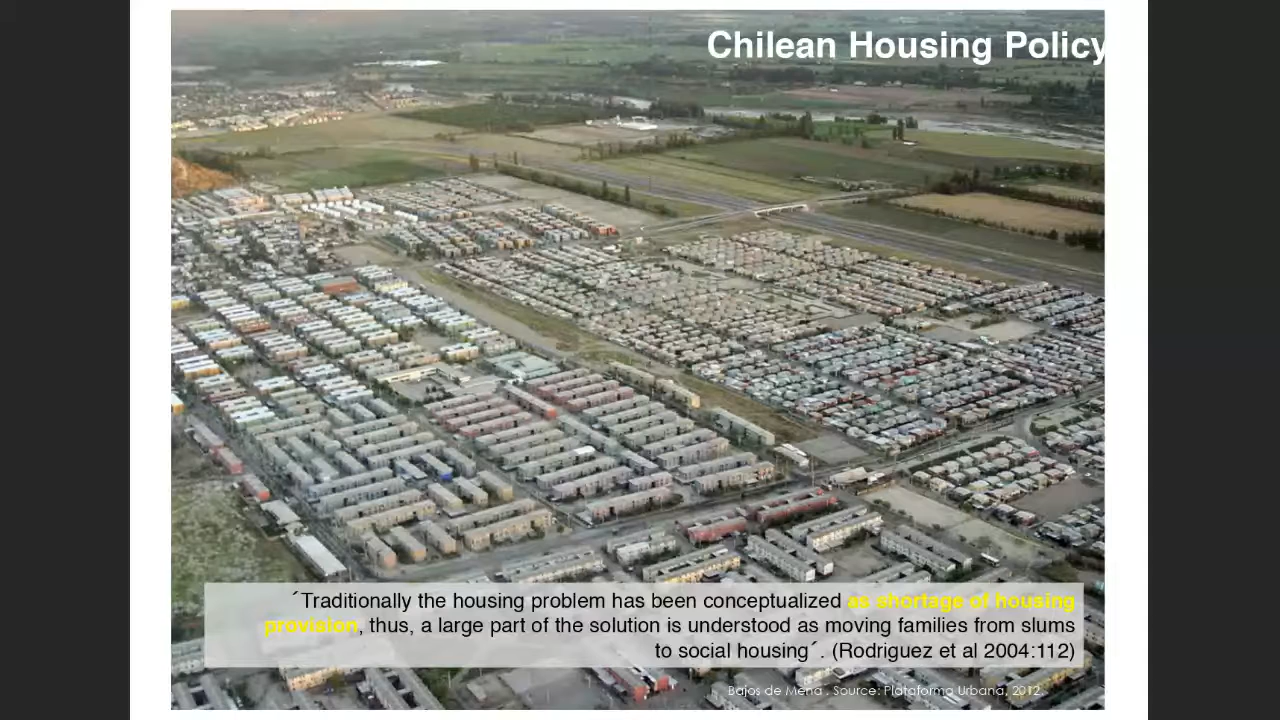 Chilean Housing Policy
´Traditionally the housing problem has been conceptualized as shortage of housing
provision, thus, a large part of the solution is understood as moving families from slums
to social housing´. (Rodriguez et al 2004:112)
Bajos de Mena . Source: Plataforma Urbana, 2012